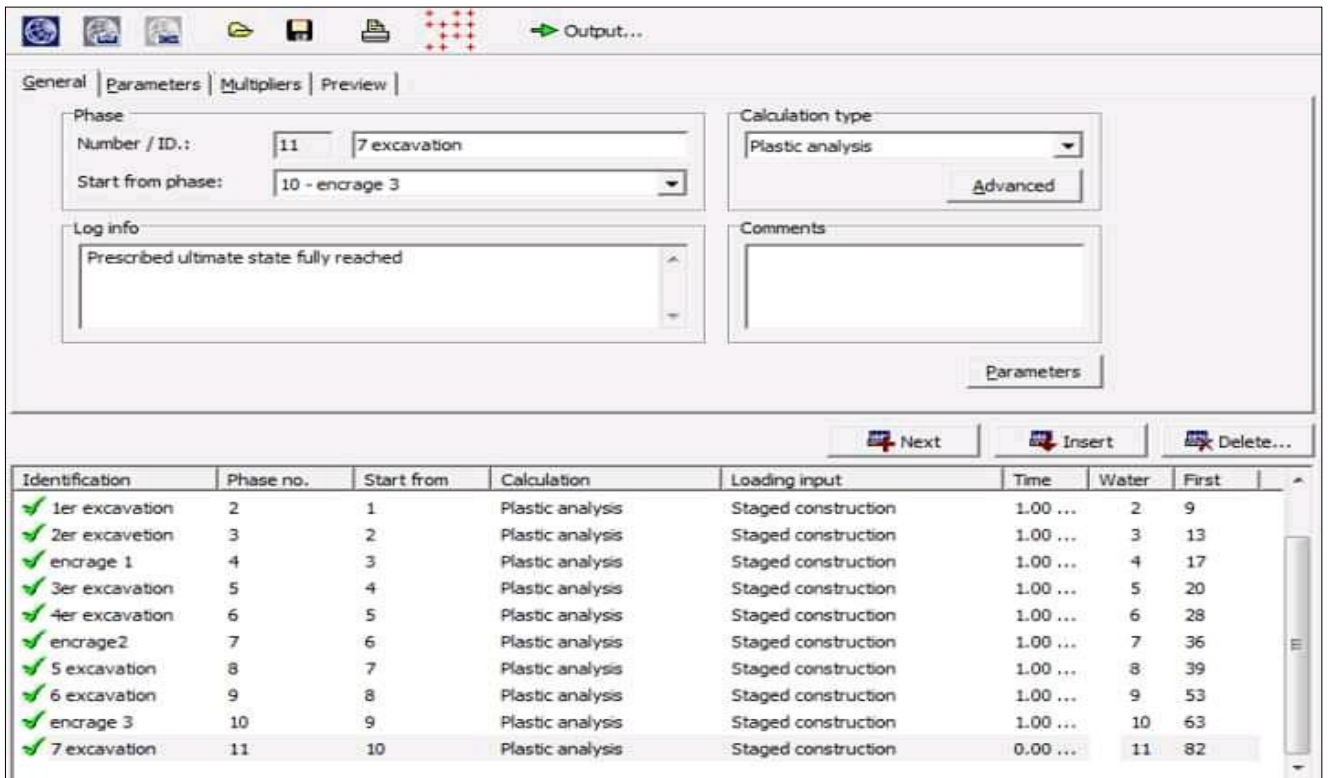 Output...
General Parameters Multipliers Preview
Phase
Number / ID.: 11 7 excavation
Start from phase: 10 - encrage 3
Calculation type
Plastic analysis
Advanced
Log info
Prescribed ultimate state fully reached
Comments
Parameters
Next Insert Delete...
Identification Phase no. Start from Calculation Loading input Time Water First
1er excavation 2 1 Plastic analysis Staged construction 1.00 ... 2 9
2er excavetion 3 2 Plastic analysis Staged construction 1.00 ... 3 13
encrage 1 4 3 Plastic analysis Staged construction 1.00 ... 4 17
3er excavation 5 4 Plastic analysis Staged construction 1.00 ... 5 20
4er excavation 6 5 Plastic analysis Staged construction 1.00 ... 6 28
encrage2 7 6 Plastic analysis Staged construction 1.00 ... 7 36
5 excavation 8 7 Plastic analysis Staged construction 1.00 ... 8 39
6 excavation 9 8 Plastic analysis Staged construction 1.00 ... 9 53
encrage 3 10 9 Plastic analysis Staged construction 1.00 ... 10 63
7 excavation 11 10 Plastic analysis Staged construction 0.00 ... 11 82